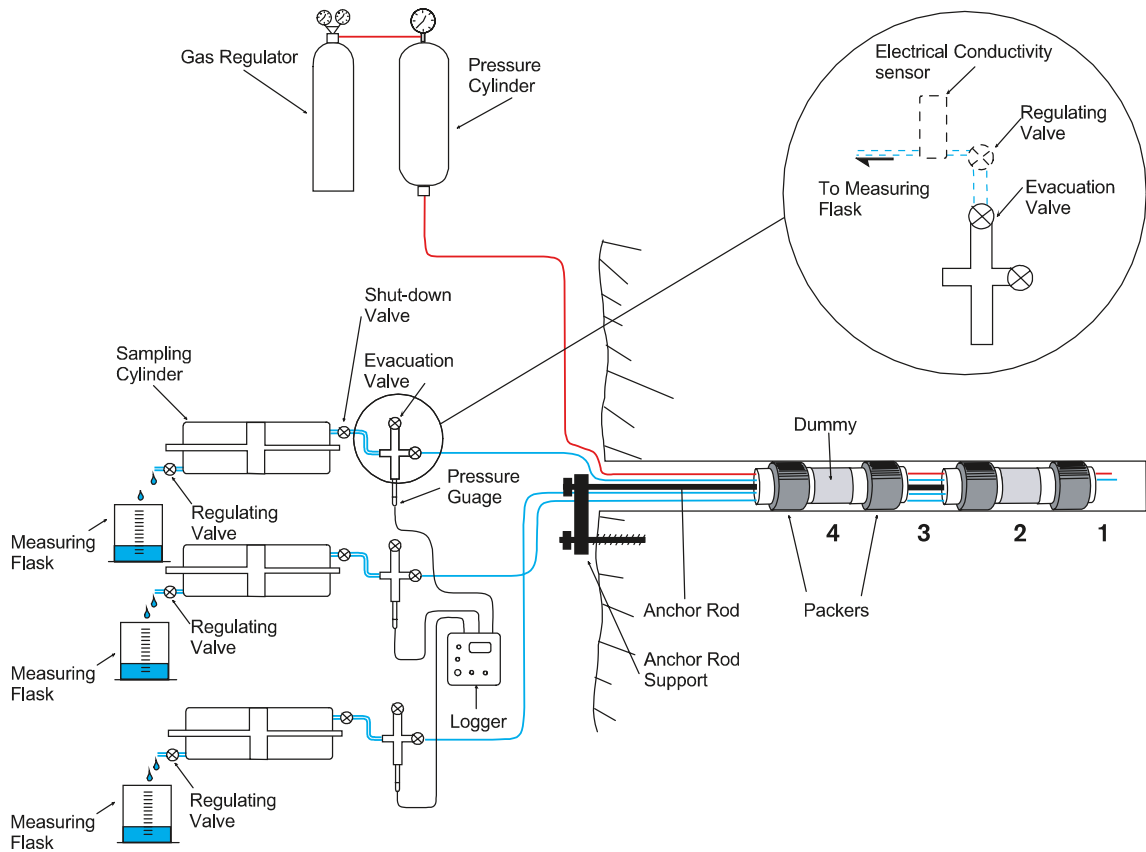 Gas Regulator
Pressure
Cylinder
Electrical Conductivity
sensor
Regulating
Valve
To Measuring
Flask
Evacuation
Valve
Shut-down
Valve
Sampling
Cylinder
Evacuation
Valve
Dummy
Pressure
Guage
Regulating
Valve
Measuring
Flask
4
3
2
1
Anchor Rod
Packers
Regulating
Valve
Measuring
Flask
Anchor Rod
Support
Logger
Regulating
Valve
Measuring
Flask